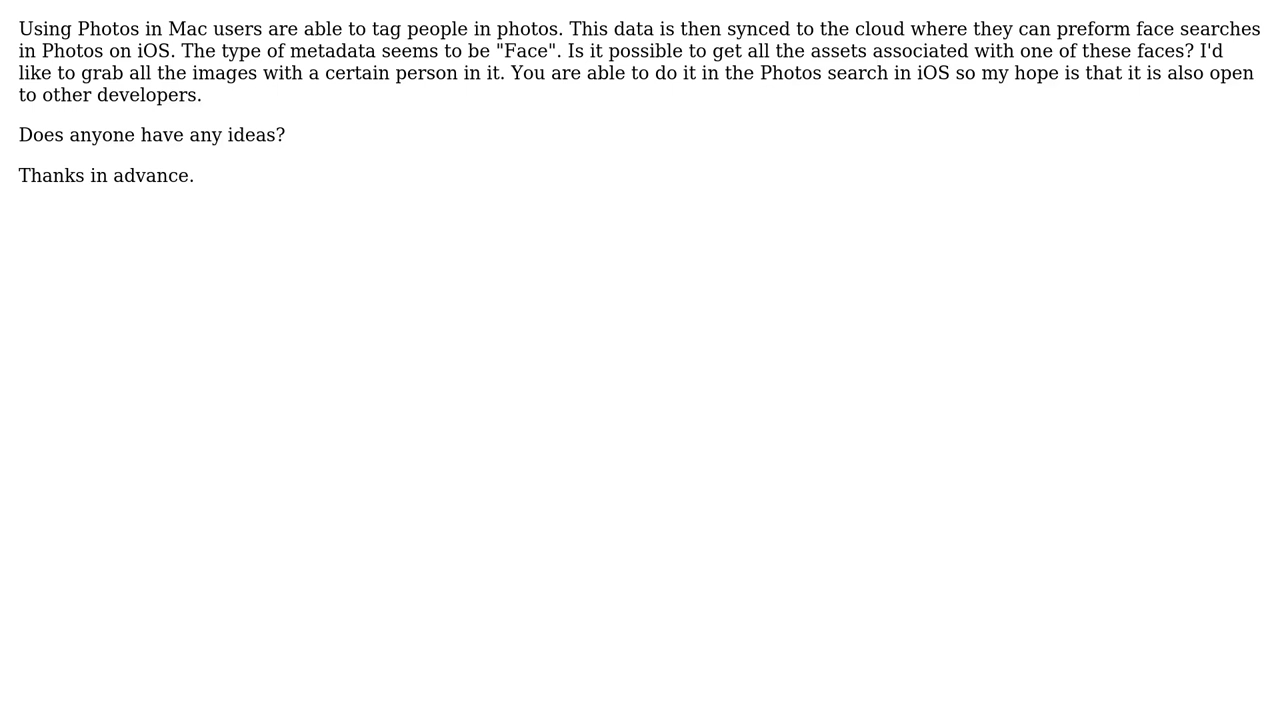 Using Photos in Mac users are able to tag people in photos. This data is then synced to the cloud where they can preform face searches
in Photos on iOS. The type of metadata seems to be "Face". Is it possible to get all the assets associated with one of these faces? I'd
like to grab all the images with a certain person in it. You are able to do it in the Photos search in iOS so my hope is that it is also open
to other developers.
Does anyone have any ideas?
Thanks in advance.